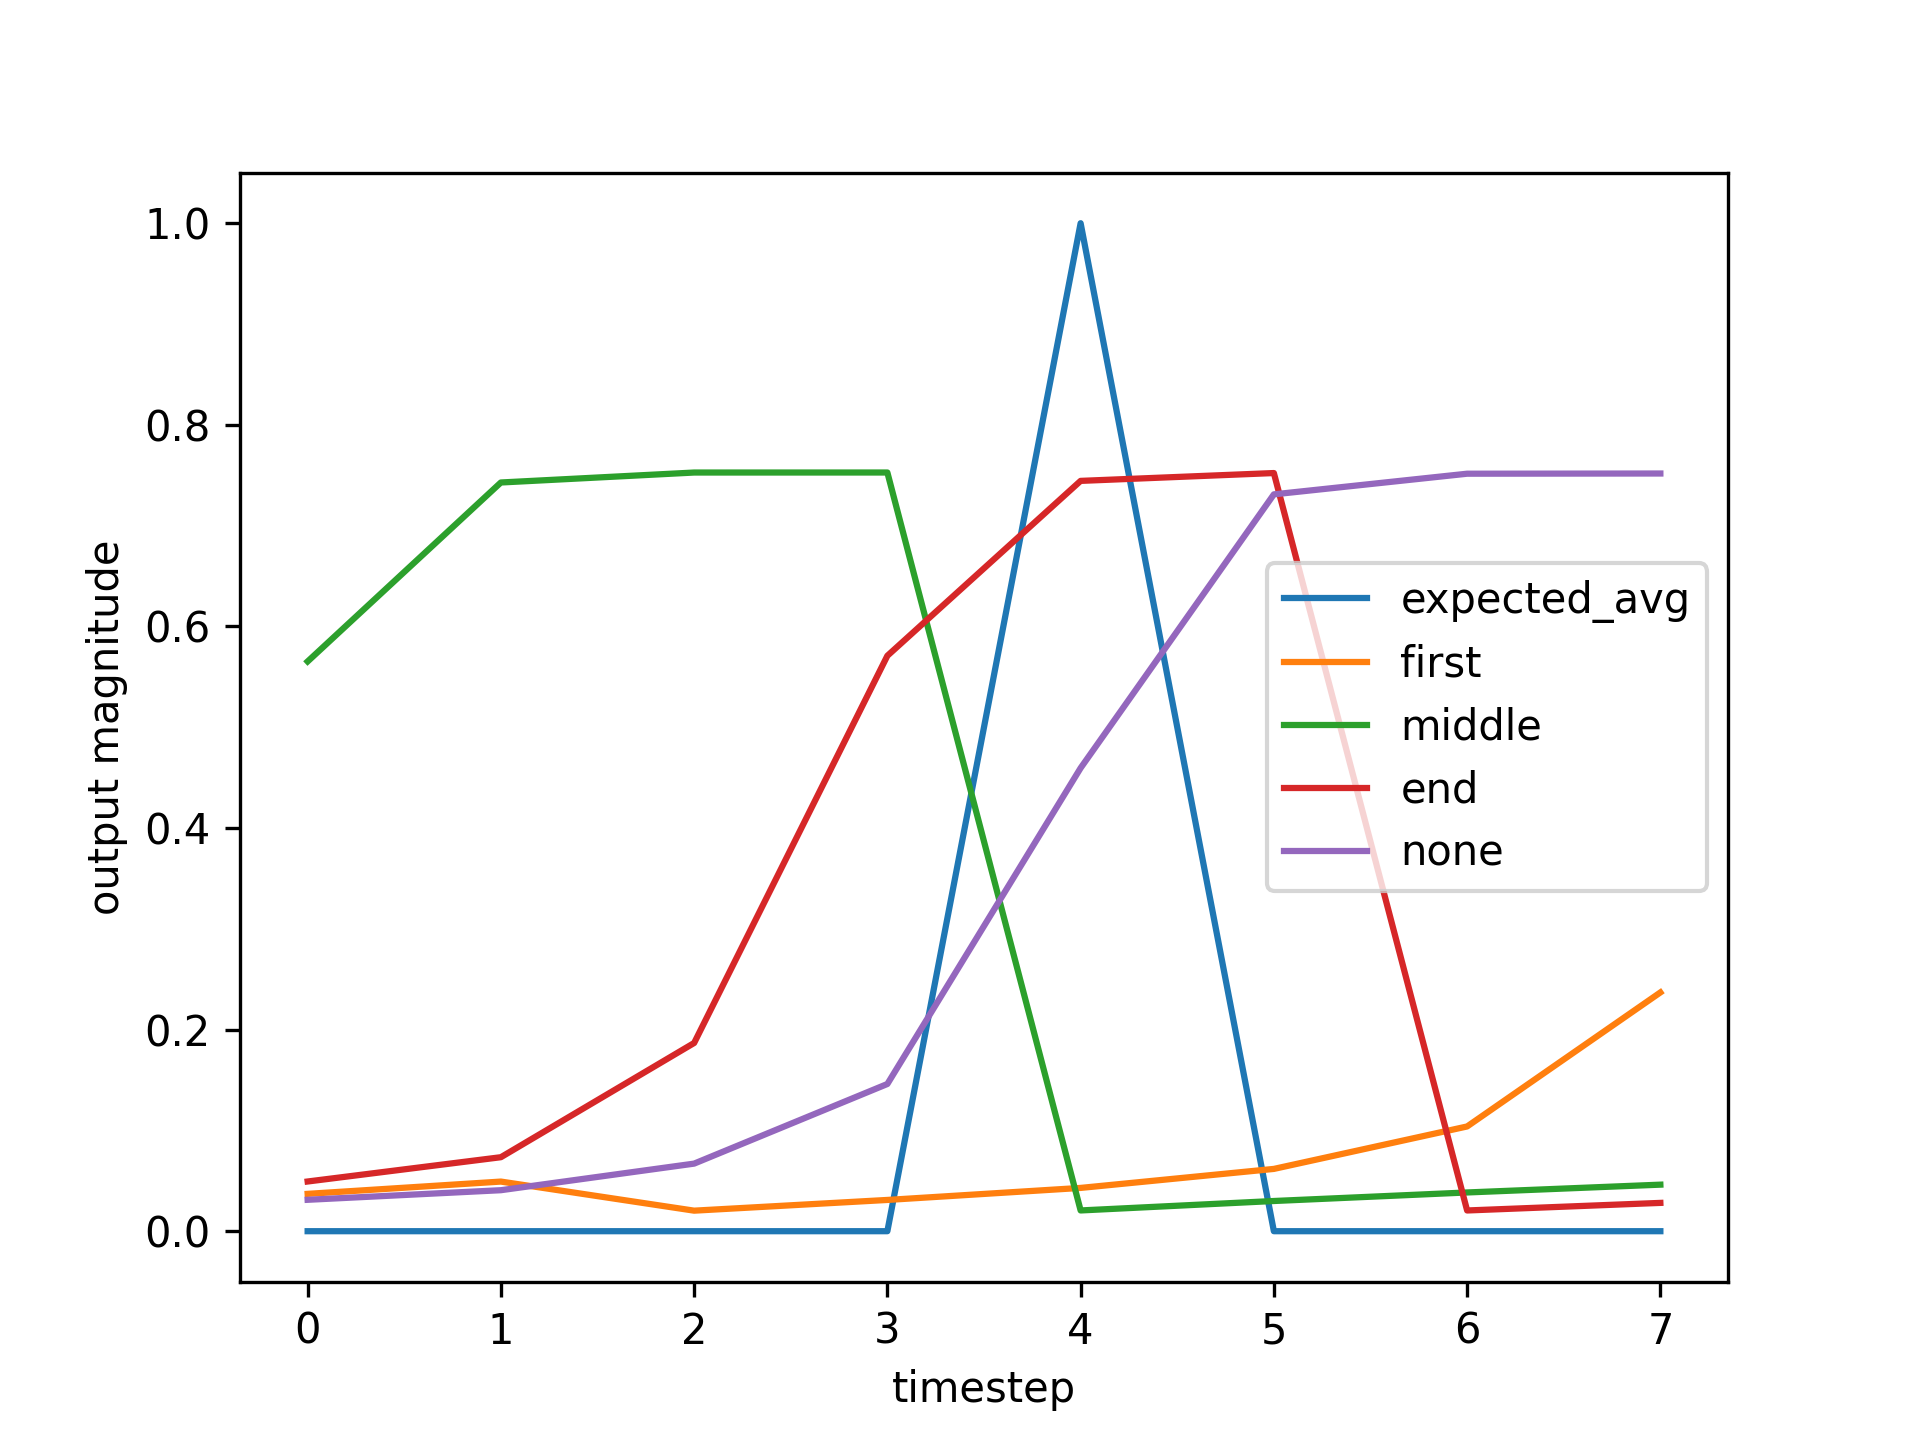 1.0
0.8
0.6
0.4
0.2
0.0
output magnitude
expected_avg
first
middle
end
none
0 1 2 3 4 5 6 7
timestep